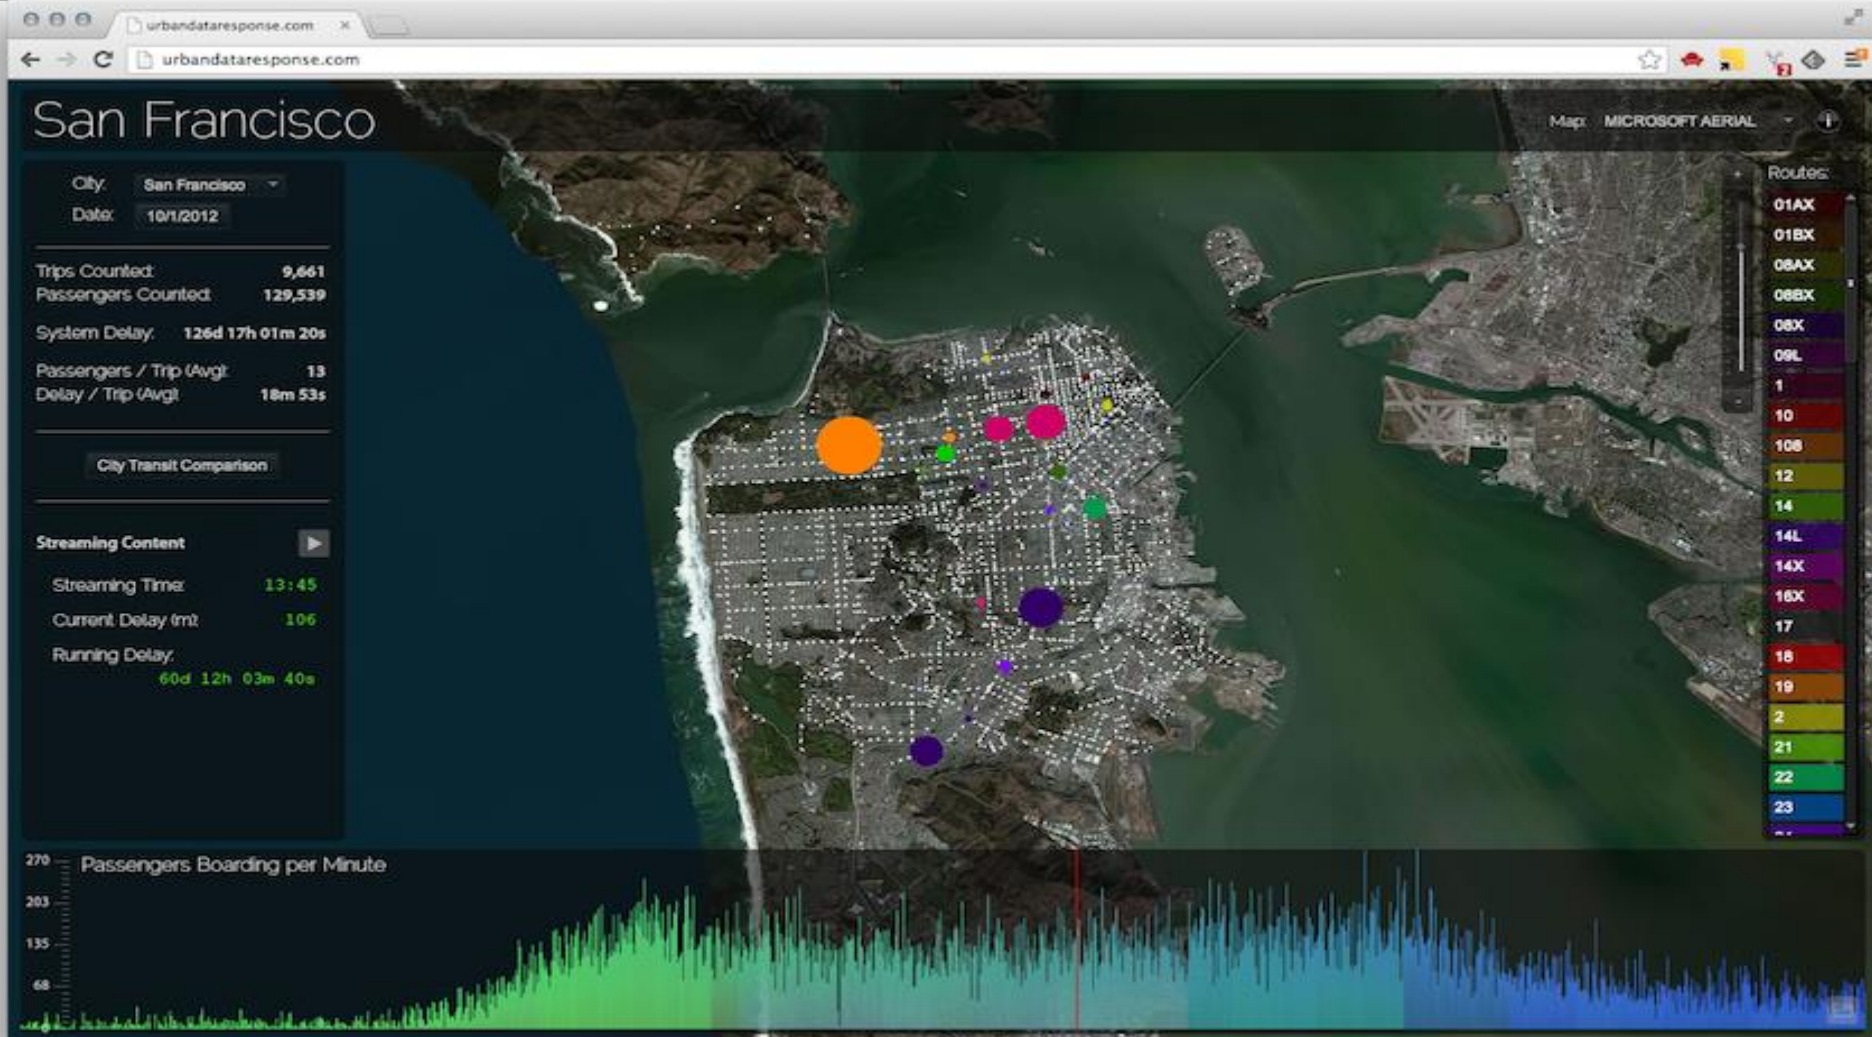 urbandataresponse.com
urbandataresponse.com
2
San Francisco
Map: MICROSOFT AERIAL
i
City: San Francisco
Date: 10/1/2012
Trips Counted: 9,661
Passengers Counted: 129,539
System Delay: 126d 17h 01m 20s
Passengers / Trip (Avg): 13
Delay / Trip (Avg): 18m 53s
City Transit Comparison
Streaming Content
Streaming Time: 13:45
Current Delay (m): 106
Running Delay:
60d 12h 03m 40s
+
-
Routes:
01AX
01BX
08AX
08BX
08X
09L
1
10
108
12
14
14L
14X
16X
17
18
19
2
21
22
23
Passengers Boarding per Minute
270
203
135
68
0